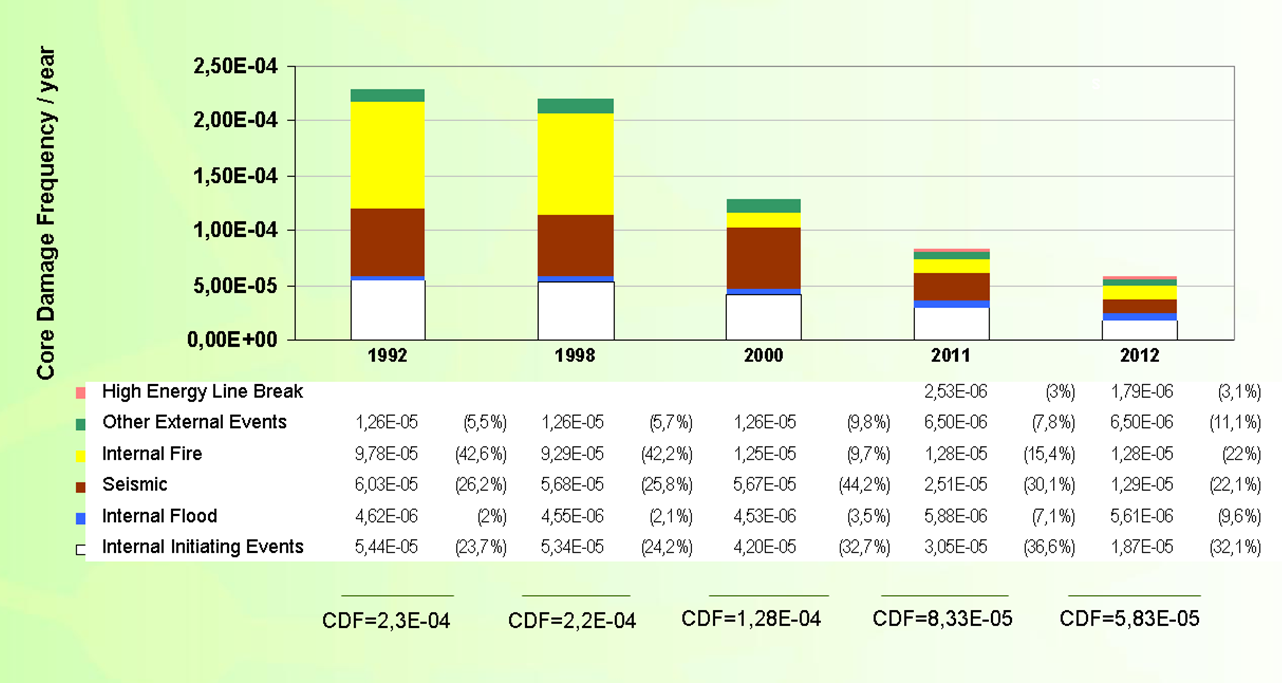 Core Damage Frequency / year
2,50E-04
2,00E-04
1,50E-04
1,00E-04
5,00E-05
0,00E+00
1992 1998 2000 2011 2012
High Energy Line Break 2,53E-06 (3%) 1,79E-06 (3,1%)
Other External Events 1,26E-05 (5,5%) 1,26E-05 (5,7%) 1,26E-05 (9,8%) 6,50E-06 (7,8%) 6,50E-06 (11,1%)
Internal Fire 9,78E-05 (42,6%) 9,29E-05 (42,2%) 1,25E-05 (9,7%) 1,28E-05 (15,4%) 1,28E-05 (22%)
Seismic 6,03E-05 (26,2%) 5,68E-05 (25,8%) 5,67E-05 (44,2%) 2,51E-05 (30,1%) 1,29E-05 (22,1%)
Internal Flood 4,62E-06 (2%) 4,55E-06 (2,1%) 4,53E-06 (3,5%) 5,88E-06 (7,1%) 5,61E-06 (9,6%)
Internal Initiating Events 5,44E-05 (23,7%) 5,34E-05 (24,2%) 4,20E-05 (32,7%) 3,05E-05 (36,6%) 1,87E-05 (32,1%)
CDF=2,3E-04 CDF=2,2E-04 CDF=1,28E-04 CDF=8,33E-05 CDF=5,83E-05